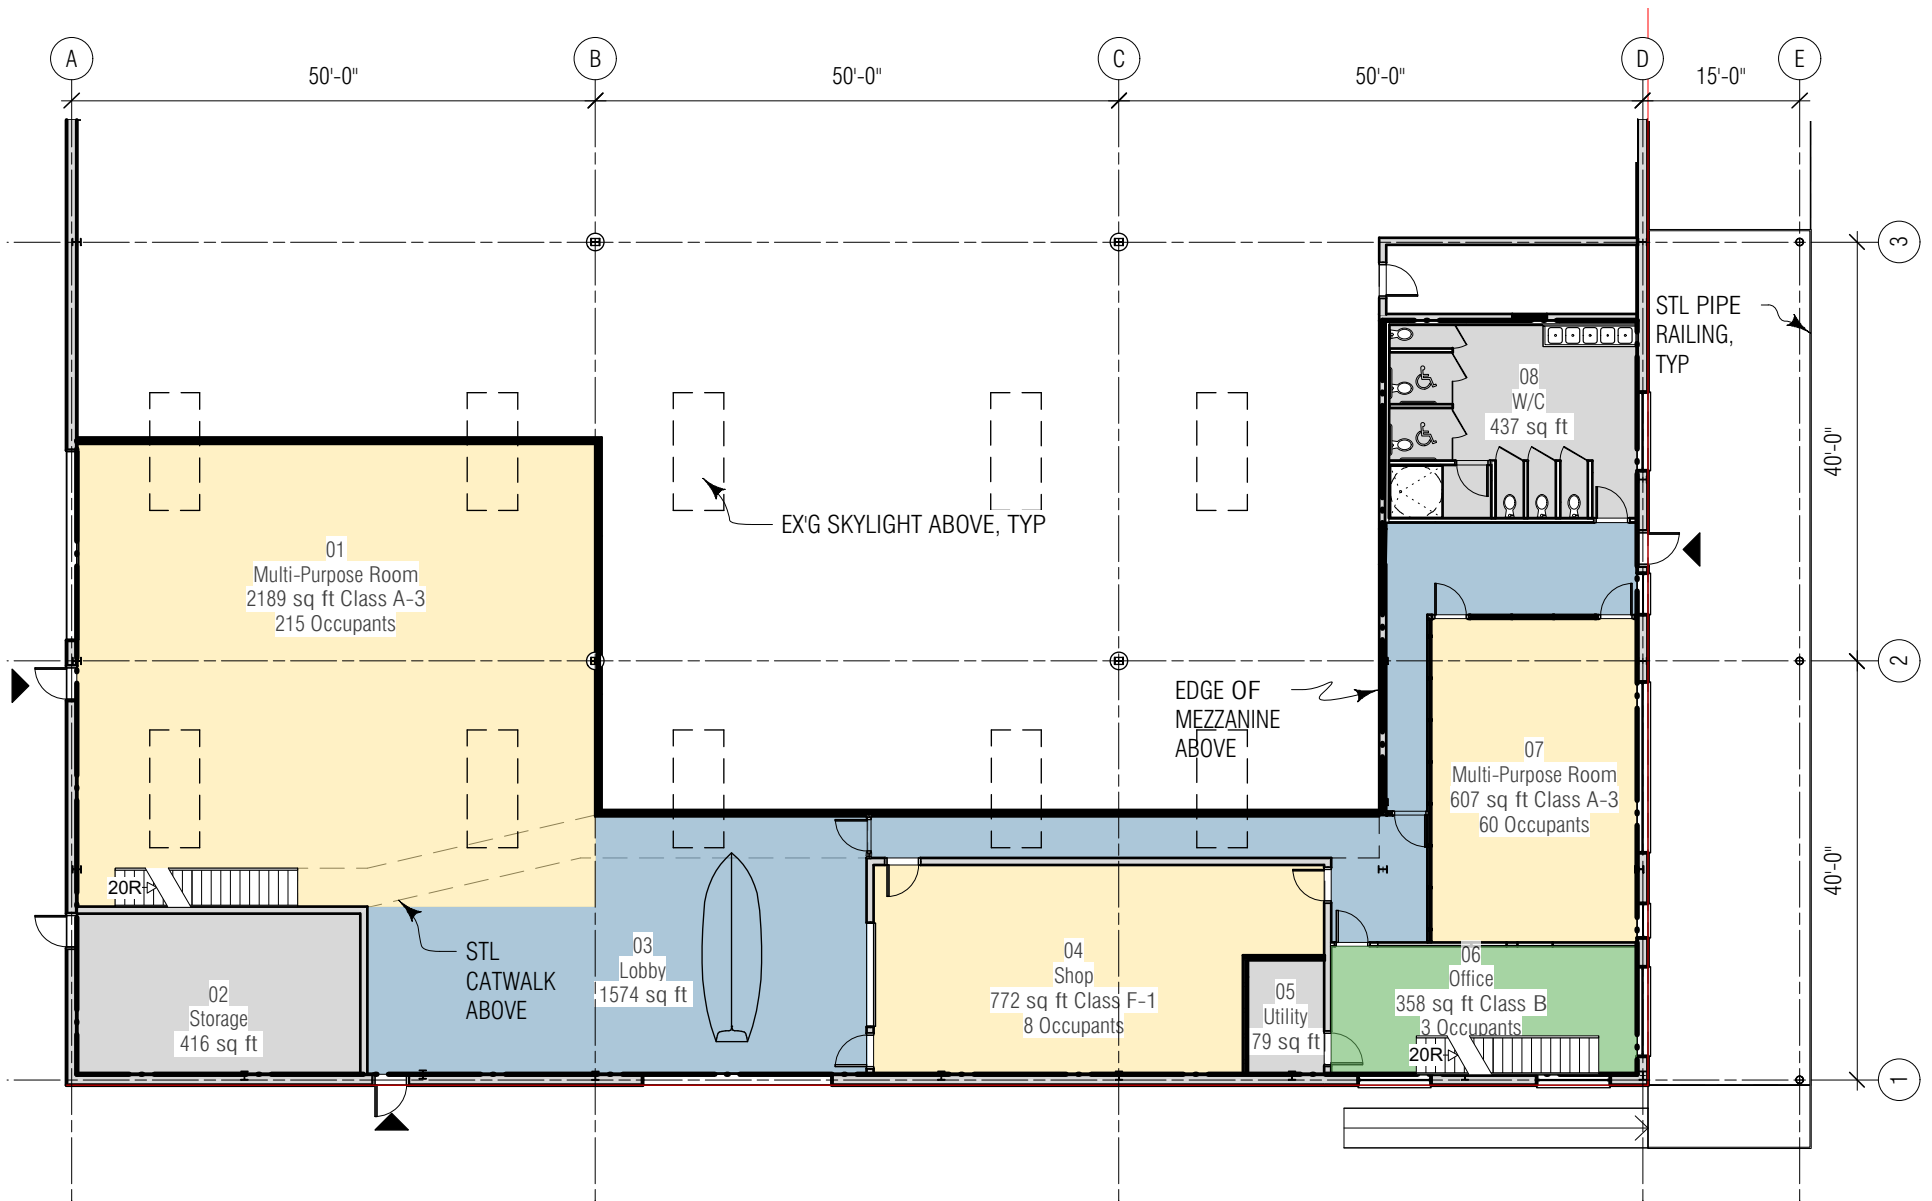 A
B
C
D
E
50'-0"
50'-0"
50'-0"
15'-0"
3
STL PIPE
RAILING,
TYP
08
W/C
437 sq ft
40'-0"
EX'G SKYLIGHT ABOVE, TYP
01
Multi-Purpose Room
2189 sq ft Class A-3
215 Occupants
2
EDGE OF
MEZZANINE
ABOVE
07
Multi-Purpose Room
607 sq ft Class A-3
60 Occupants
40'-0"
20R
STL
CATWALK
ABOVE
03
Lobby
1574 sq ft
04
Shop
772 sq ft Class F-1
8 Occupants
06
Office
358 sq ft Class B
3 Occupants
02
Storage
416 sq ft
05
Utility
79 sq ft
20R
1